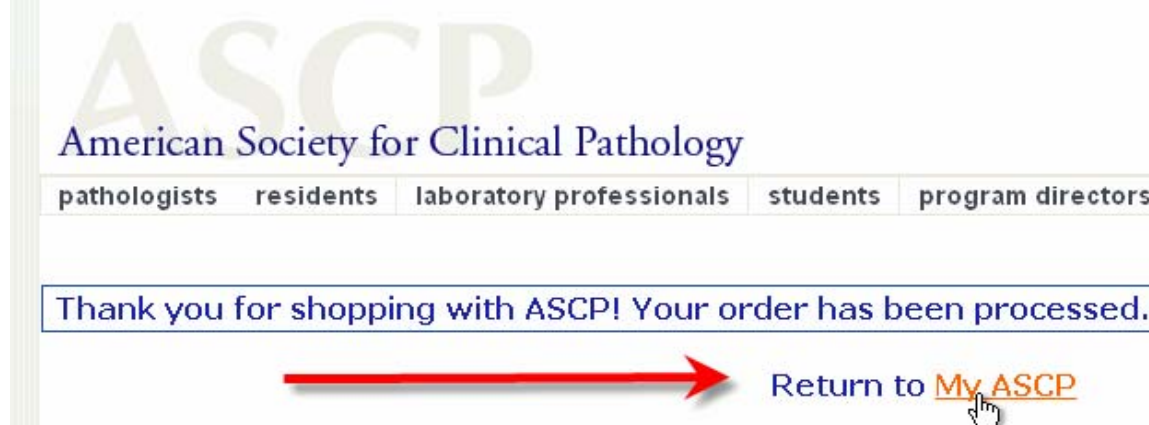 ASCP
American Society for Clinical Pathology
pathologists residents laboratory professionals students program directors
Thank you for shopping with ASCP! Your order has been processed.
Return to My ASCP